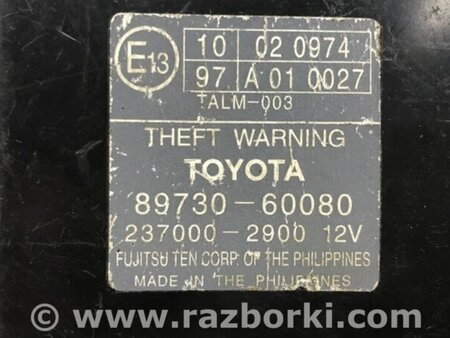 E13
10 02 0974
97 A 01 0027
TALM-003
THEFT WARNING
TOYOTA
89730-60080
237000-2900 12V
FUJITSU TEN CORP. OF THE PHILIPPINES
MADE IN THE PHILIPPINES
© www.razborki.com